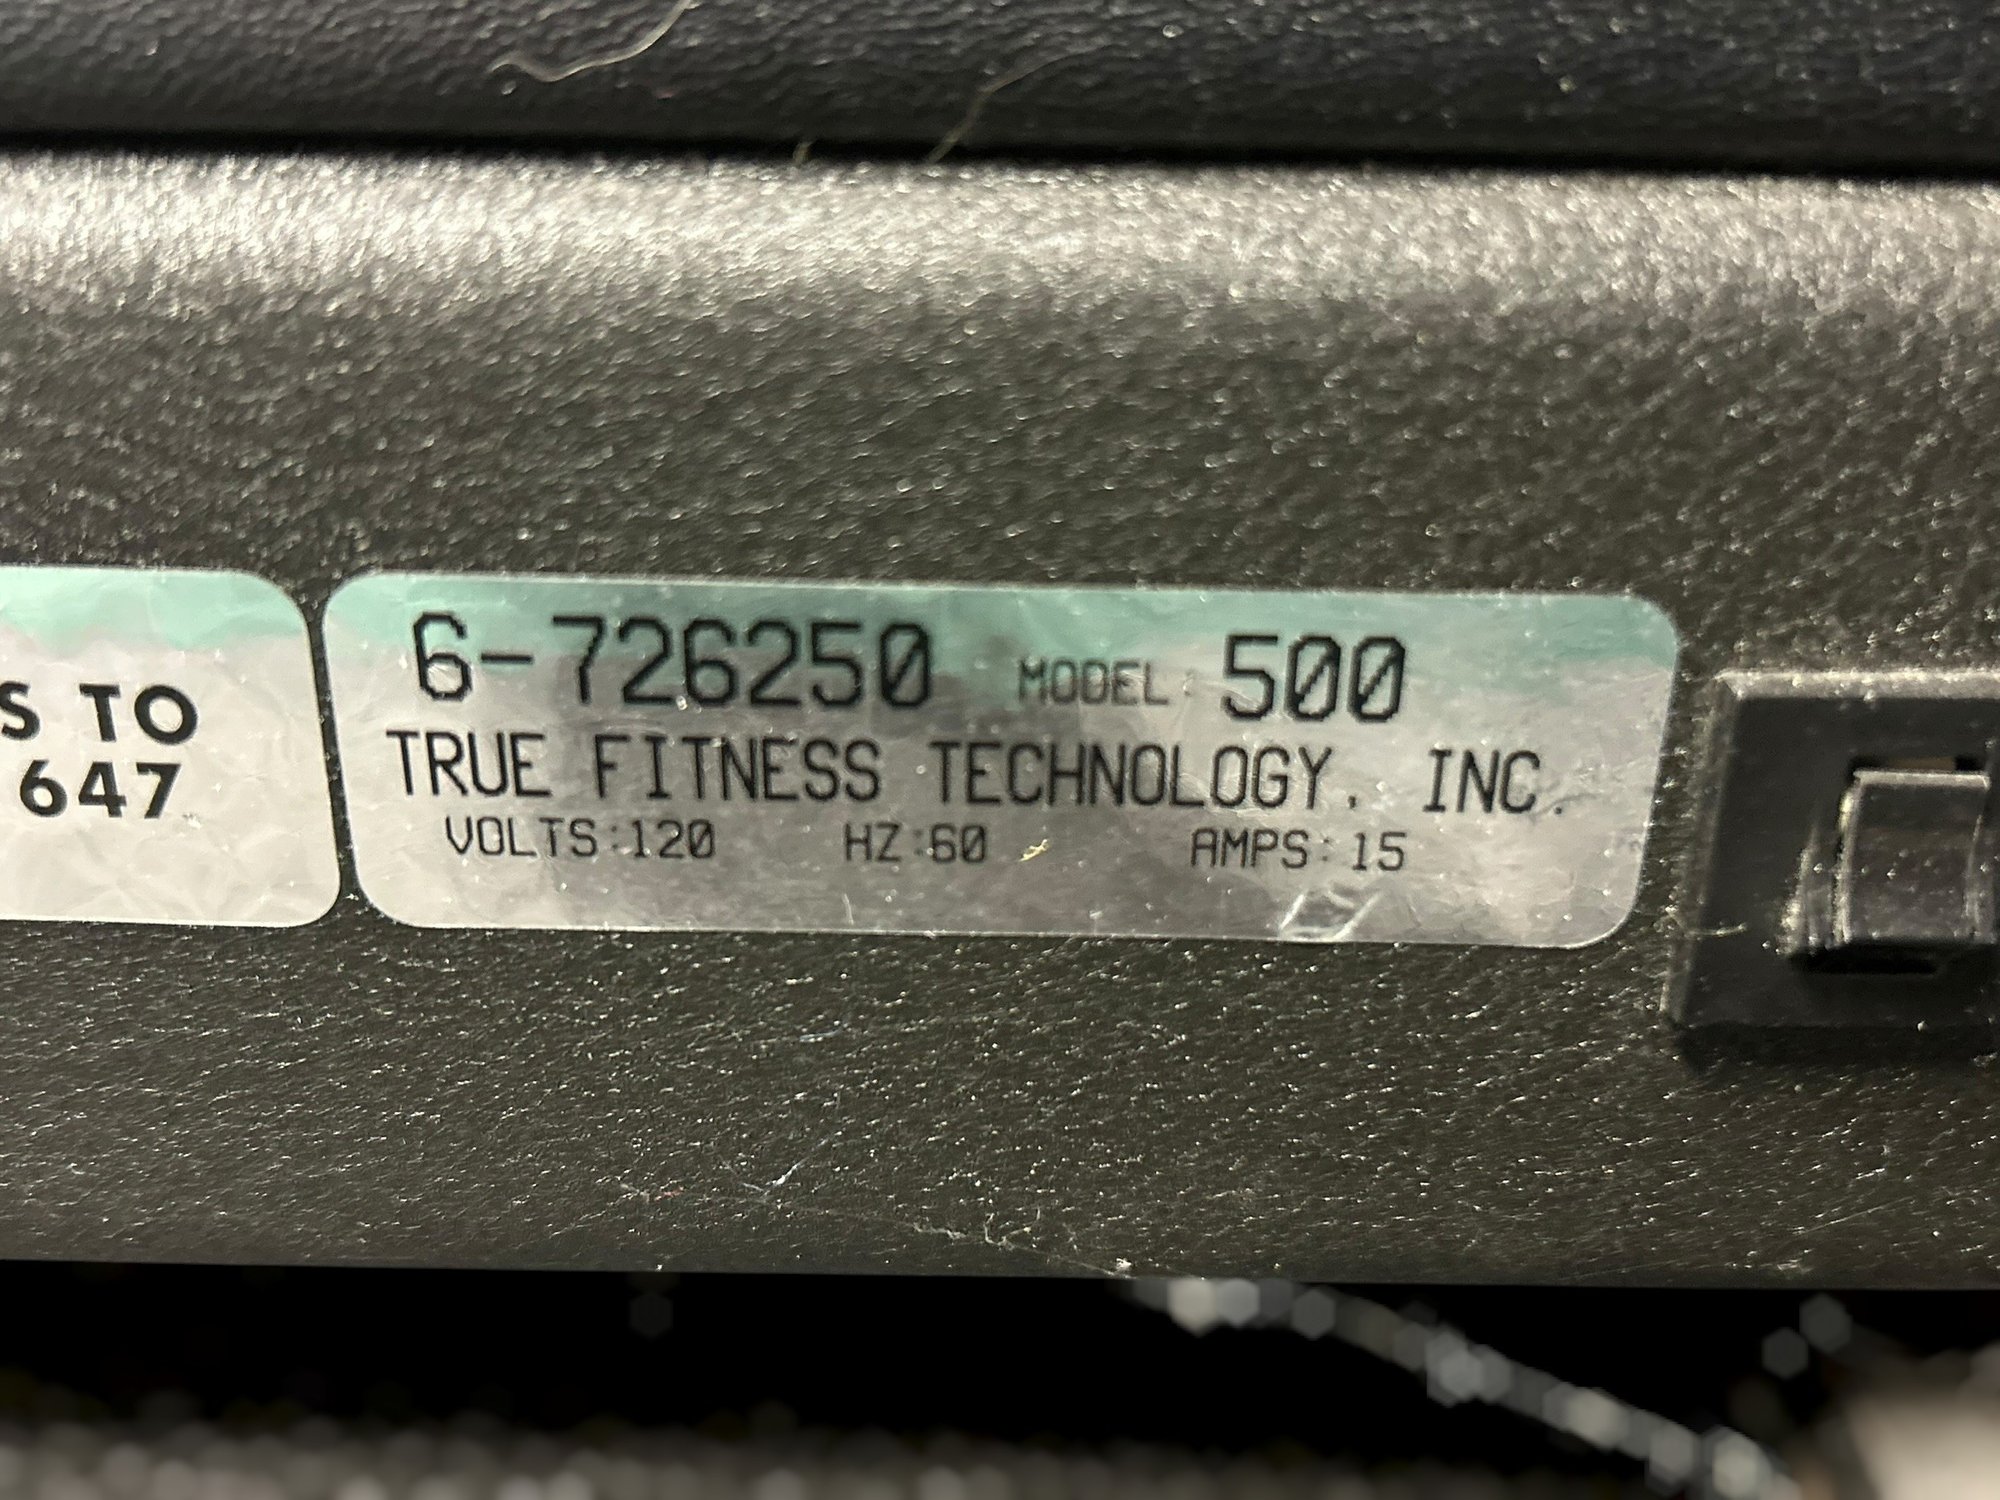 S TO
647
6-726250 MODEL: 500
TRUE FITNESS TECHNOLOGY, INC.
VOLTS:120 HZ:60 AMPS:15